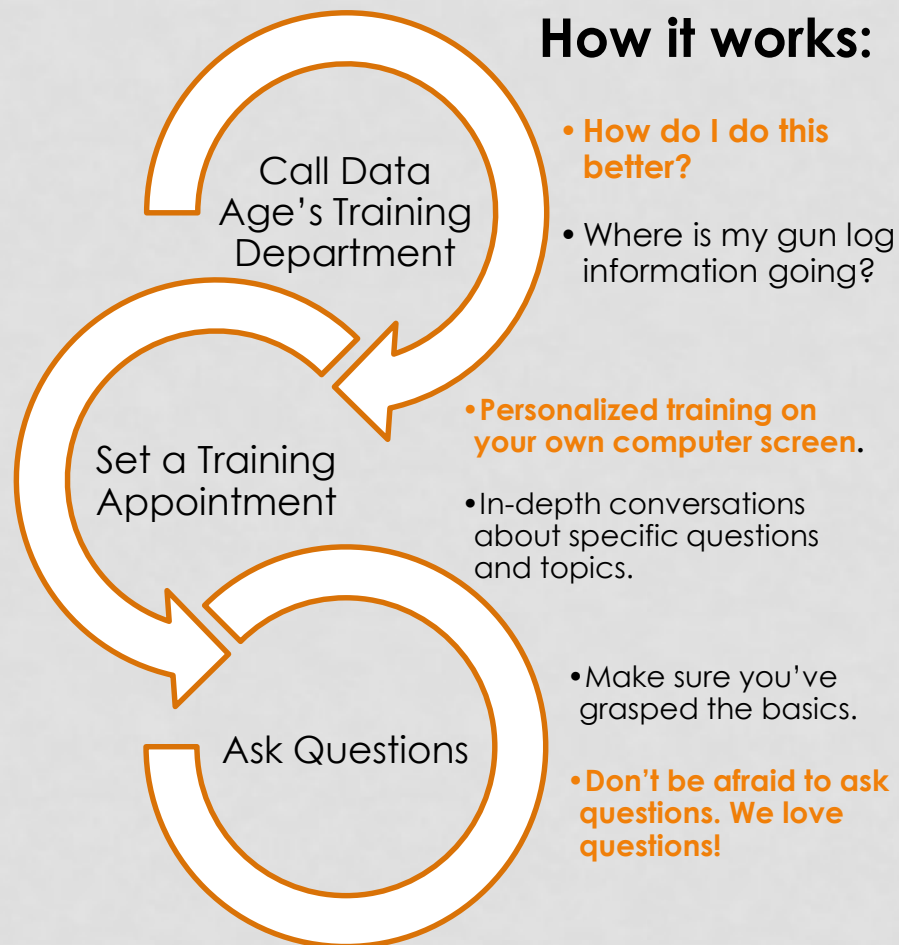 How it works:
Call Data
Age's Training
Department
• How do I do this
better?
• Where is my gun log
information going?
Set a Training
Appointment
•Personalized training on
your own computer screen.
•In-depth conversations
about specific questions
and topics.
Ask Questions
•Make sure you've
grasped the basics.
•Don't be afraid to ask
questions. We love
questions!